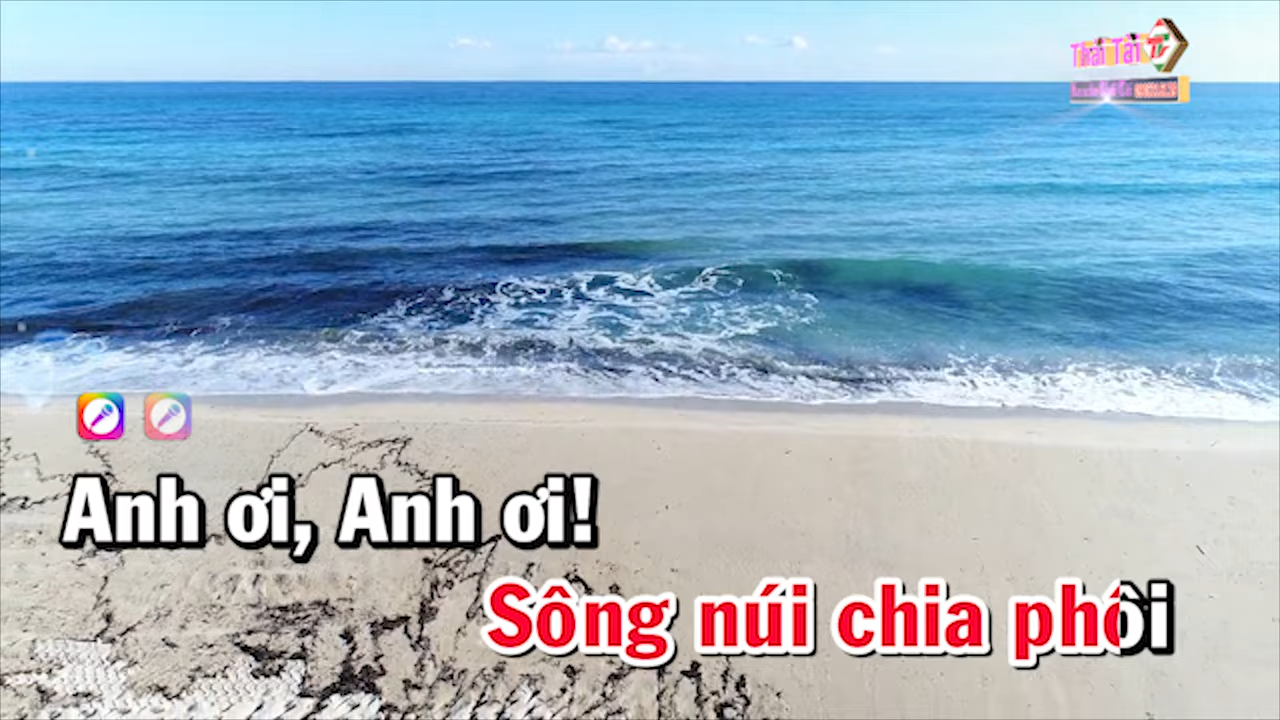 Thái Tài
Anh ơi, Anh ơi!
Sông núi chia phôi